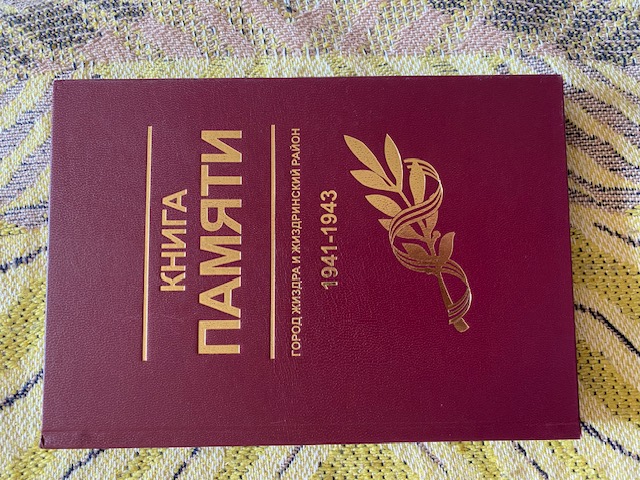 КНИГА
ПАМЯТИ
ГОРОД ЖИЗДРА И ЖИЗДРИНСКИЙ РАЙОН
1941-1943